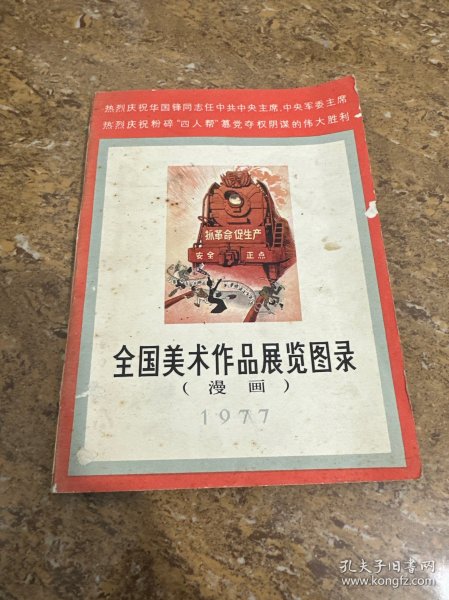 热烈庆祝华国锋同志任中共中央主席、中央军委主席
热烈庆祝粉碎“四人帮”篡党夺权阴谋的伟大胜利
抓革命 促生产
安全 正点
全国美术作品展览图录
（漫画）
1977
孔夫子旧书网
www.kongfz.com